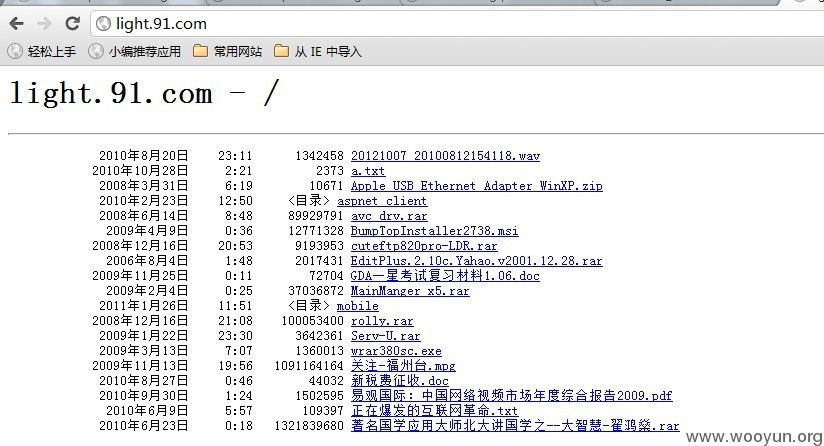 light.91.com
轻松上手 小编推荐应用 常用网站 从 IE 中导入
light.91.com - /
2010年8月20日 23:11 1342458 20121007_20100812154118.wav
2010年10月28日 2:21 2373 a.txt
2008年3月31日 6:19 10671 Apple USB Ethernet Adapter WinXP.zip
2010年2月23日 12:50 <目录> aspnet_client
2008年6月14日 8:48 89929791 avc_drv.rar
2009年4月9日 0:36 12771328 BumpTopInstaller2738.msi
2008年12月16日 20:53 9193953 cuteftp820pro-LDR.rar
2006年8月4日 1:48 2017431 EditPlus.2.10c.Yahao.v2001.12.28.rar
2009年11月25日 0:11 72704 GDA一星考试复习材料1.06.doc
2009年2月4日 0:25 37036872 MainManger_x5.rar
2011年1月26日 11:51 <目录> mobile
2008年12月16日 21:08 100053400 rolly.rar
2009年1月22日 23:30 3642361 Serv-U.rar
2009年3月13日 7:07 1360013 wrar380sc.exe
2009年11月13日 19:56 1091164164 关注-福州台.mpg
2010年8月27日 0:46 44032 新税费征收.doc
2010年9月30日 1:24 1502595 易观国际：中国网络视频市场年度综合报告2009.pdf
2010年6月9日 5:57 109397 正在爆发的互联网革命.txt
2010年6月23日 0:18 1321839680 著名国学应用大师北大讲国学之--大智慧-翟鸿燊.rar
www.wooyun.org